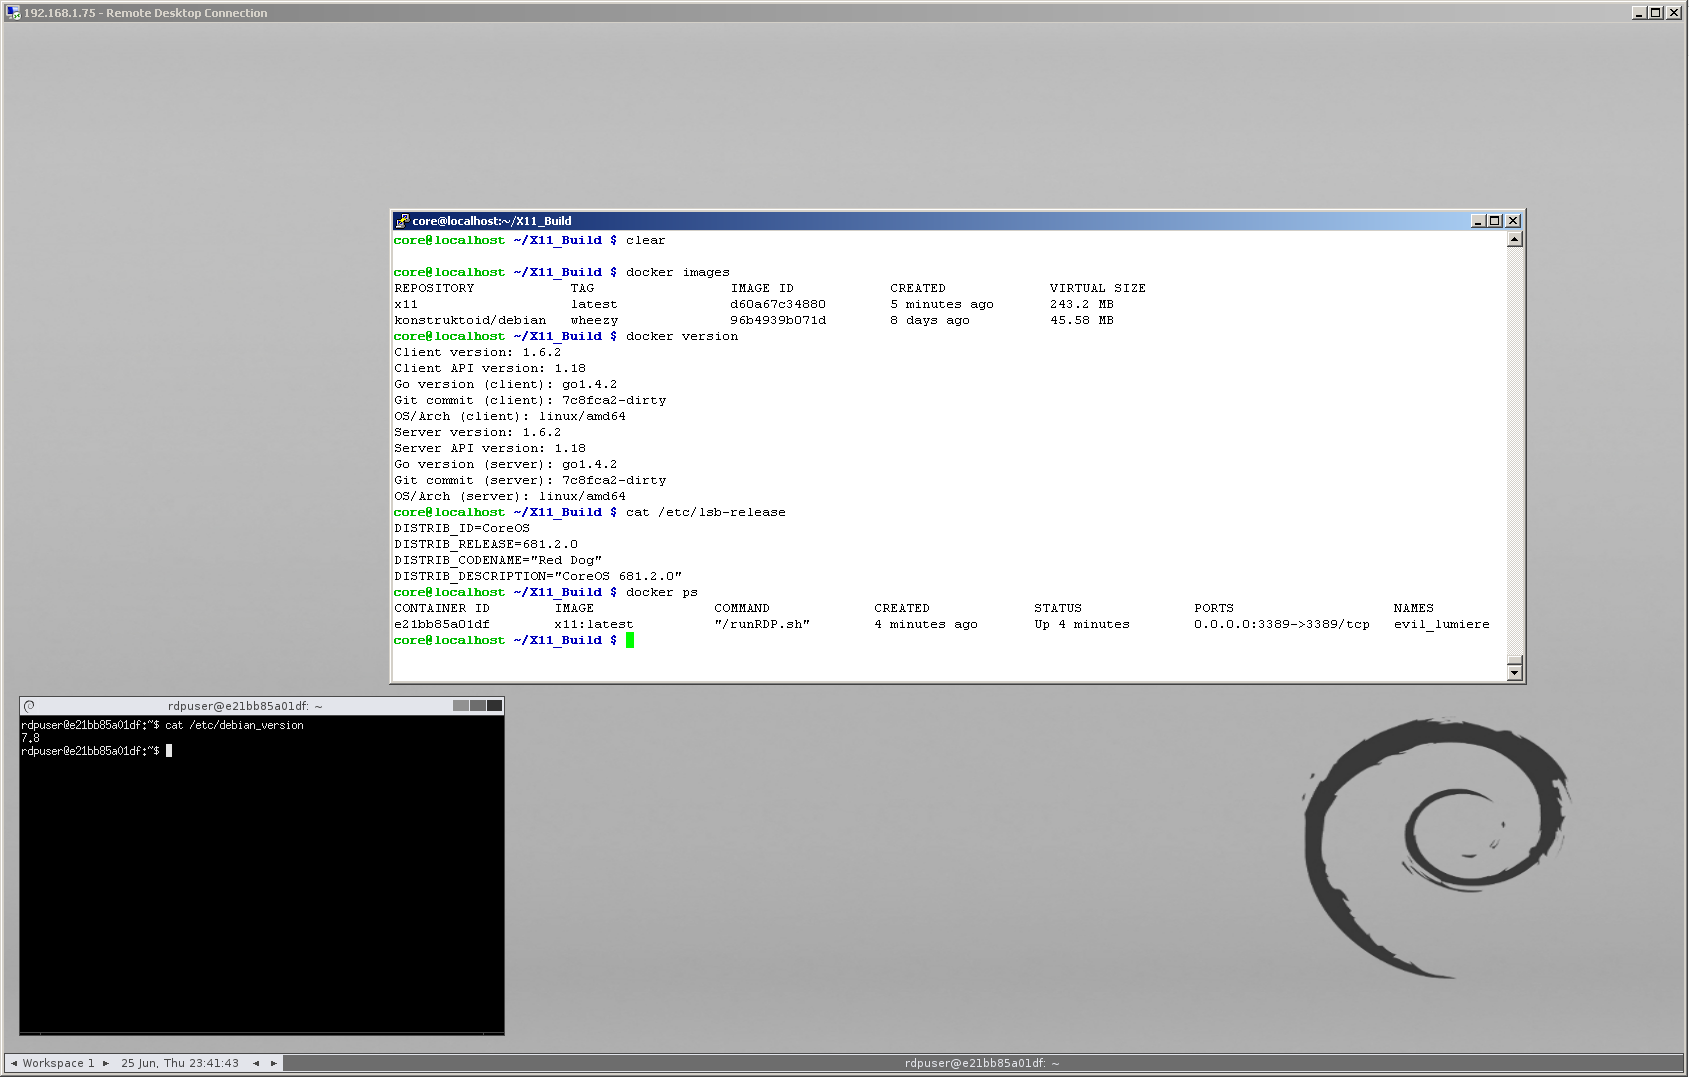 192.168.1.75 - Remote Desktop Connection
core@localhost:~/X11_Build
core@localhost ~/X11_Build $ clear
core@localhost ~/X11_Build $ docker images
REPOSITORY TAG IMAGE ID CREATED VIRTUAL SIZE
x11 latest d60a67c34880 5 minutes ago 243.2 MB
konstruktoid/debian wheezy 96b4939b071d 8 days ago 45.58 MB
core@localhost ~/X11_Build $ docker version
Client version: 1.6.2
Client API version: 1.18
Go version (client): go1.4.2
Git commit (client): 7c8fca2-dirty
OS/Arch (client): linux/amd64
Server version: 1.6.2
Server API version: 1.18
Go version (server): go1.4.2
Git commit (server): 7c8fca2-dirty
OS/Arch (server): linux/amd64
core@localhost ~/X11_Build $ cat /etc/lsb-release
DISTRIB_ID=CoreOS
DISTRIB_RELEASE=681.2.0
DISTRIB_CODENAME="Red Dog"
DISTRIB_DESCRIPTION="CoreOS 681.2.0"
core@localhost ~/X11_Build $ docker ps
CONTAINER ID IMAGE COMMAND CREATED STATUS PORTS NAMES
e21bb85a01df x11:latest "/runRDP.sh" 4 minutes ago Up 4 minutes 0.0.0.0:3389->3389/tcp evil_lumiere
core@localhost ~/X11_Build $
rdpuser@e21bb85a01df: ~
rdpuser@e21bb85a01df:~$ cat /etc/debian_version
7.8
rdpuser@e21bb85a01df:~$
Workspace 1 25 Jun, Thu 23:41:43 rdpuser@e21bb85a01df: ~